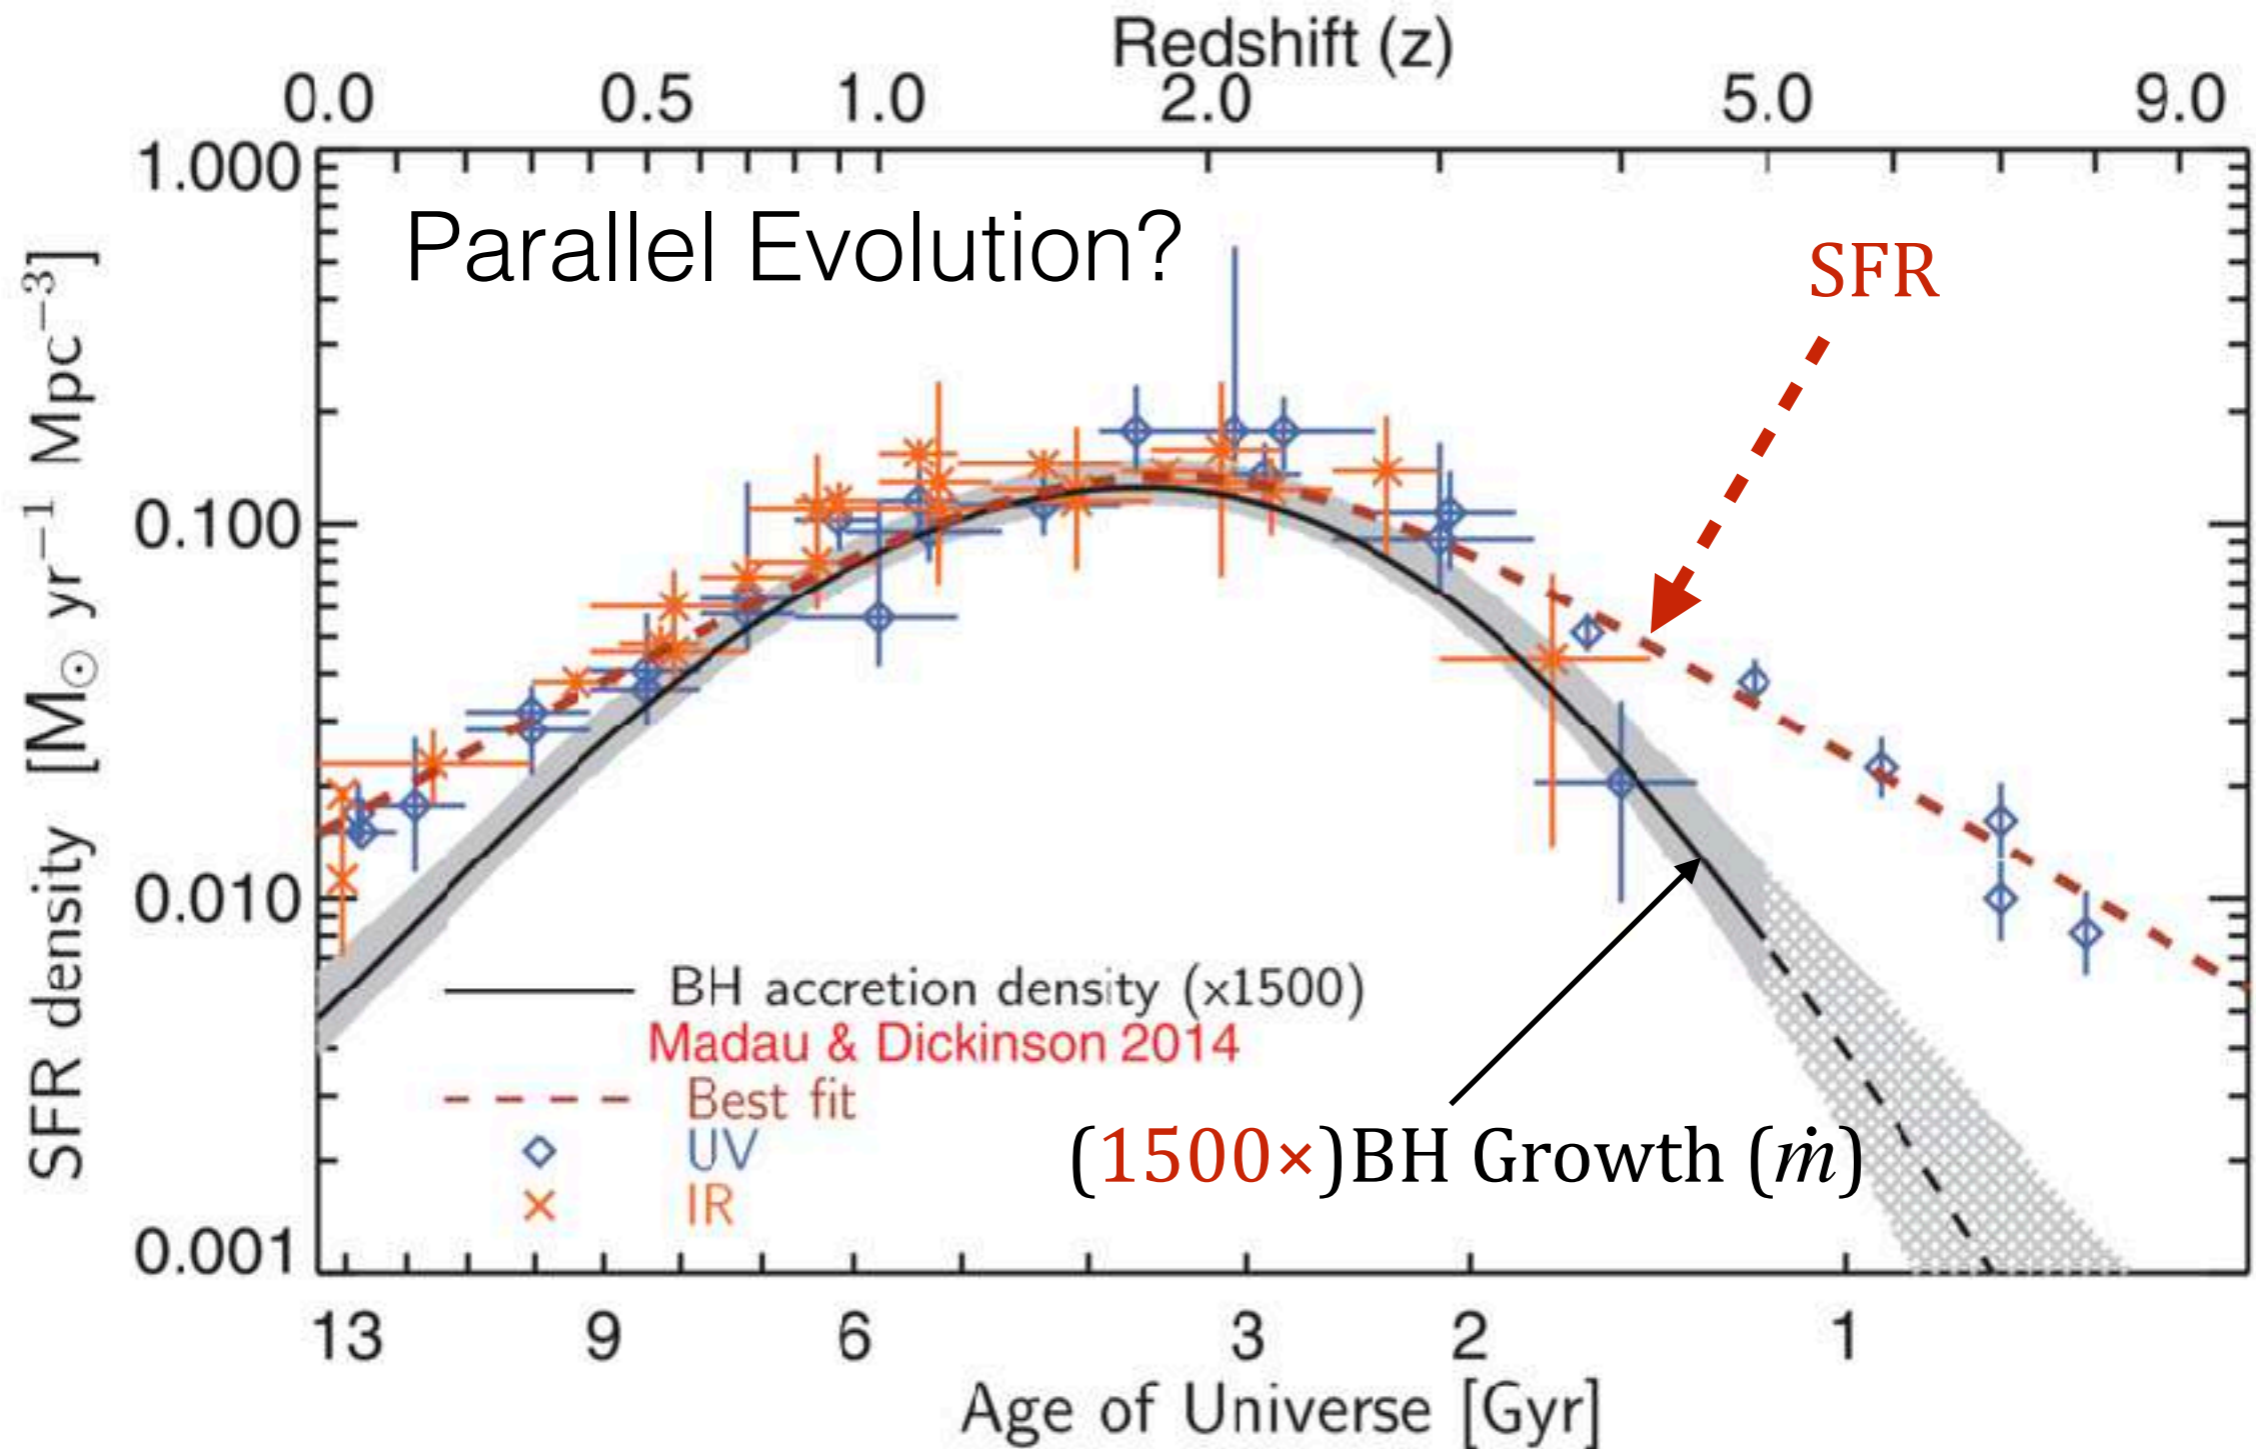 Redshift (z)
0.0 0.5 1.0 2.0 5.0 9.0
1.000
0.100
0.010
0.001
SFR density [M☉ yr⁻¹ Mpc⁻³]
Parallel Evolution?
SFR
BH accretion density (x1500)
Madau & Dickinson 2014
Best fit
UV
IR
(1500×)BH Growth (ṁ)
13 9 6 3 2 1
Age of Universe [Gyr]